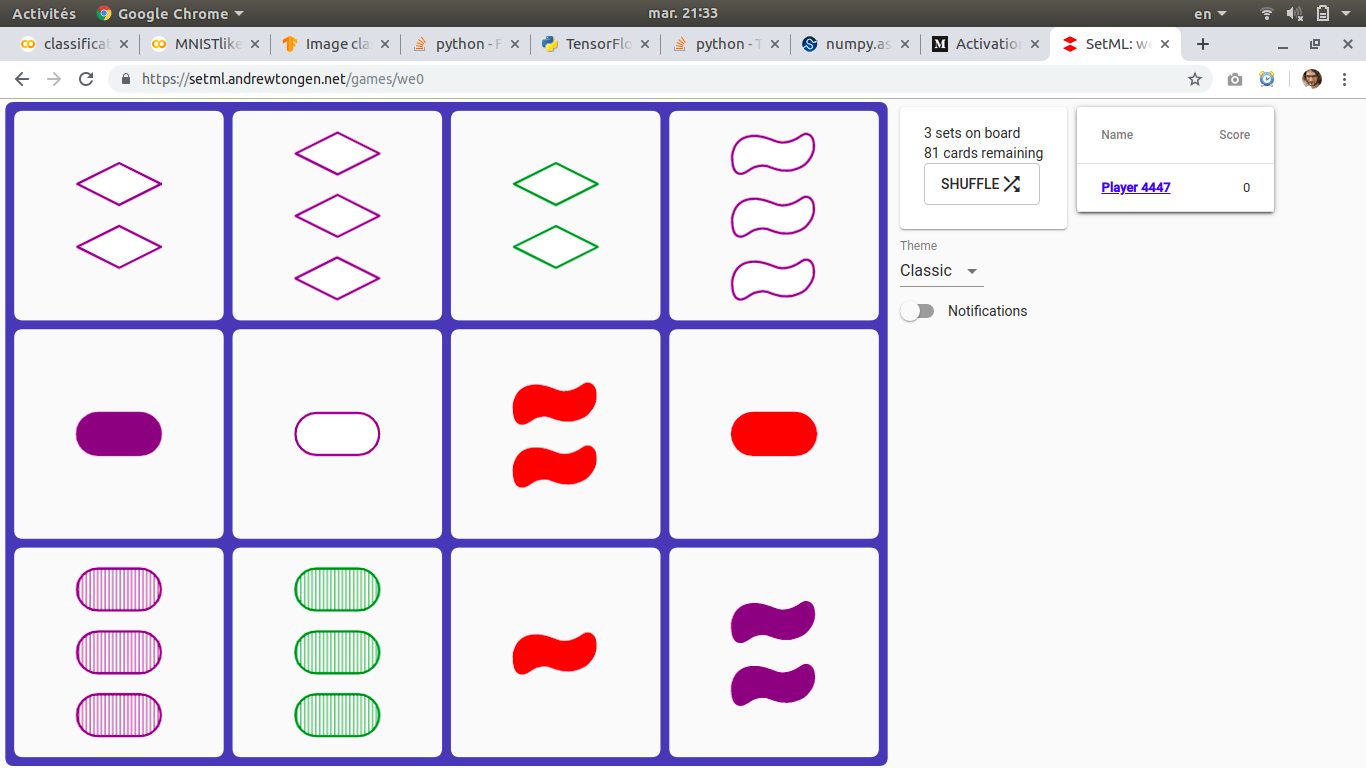 Activités Google Chrome mar. 21:33 en
classifica MNISTlike Image cla python - F TensorFlo python - T numpy.as Activation SetML: we
https://setml.andrewtongen.net/games/we0
3 sets on board
81 cards remaining
SHUFFLE
Name Score
Player 4447 0
Theme
Classic
Notifications